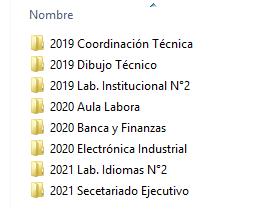 Nombre
2019 Coordinación Técnica
2019 Dibujo Técnico
2019 Lab. Institucional N°2
2020 Aula Labora
2020 Banca y Finanzas
2020 Electrónica Industrial
2021 Lab. Idiomas N°2
2021 Secetariado Ejecutivo